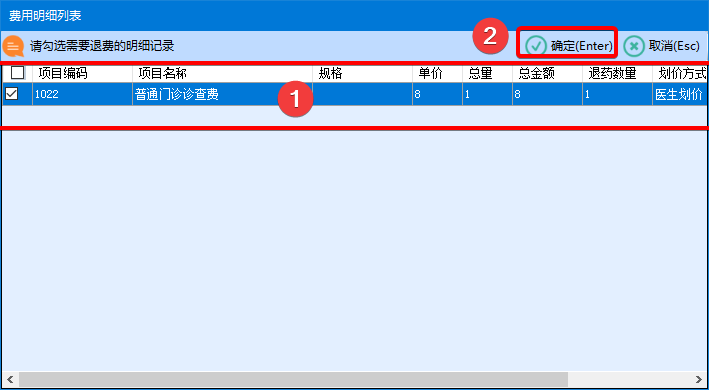 费用明细列表
请勾选需要退费的明细记录 2 确定(Enter) 取消(Esc)
项目编码 项目名称 规格 单价 总量 总金额 退药数量 划价方式
1022 普通门诊诊查费 1 8 1 8 1 医生划价